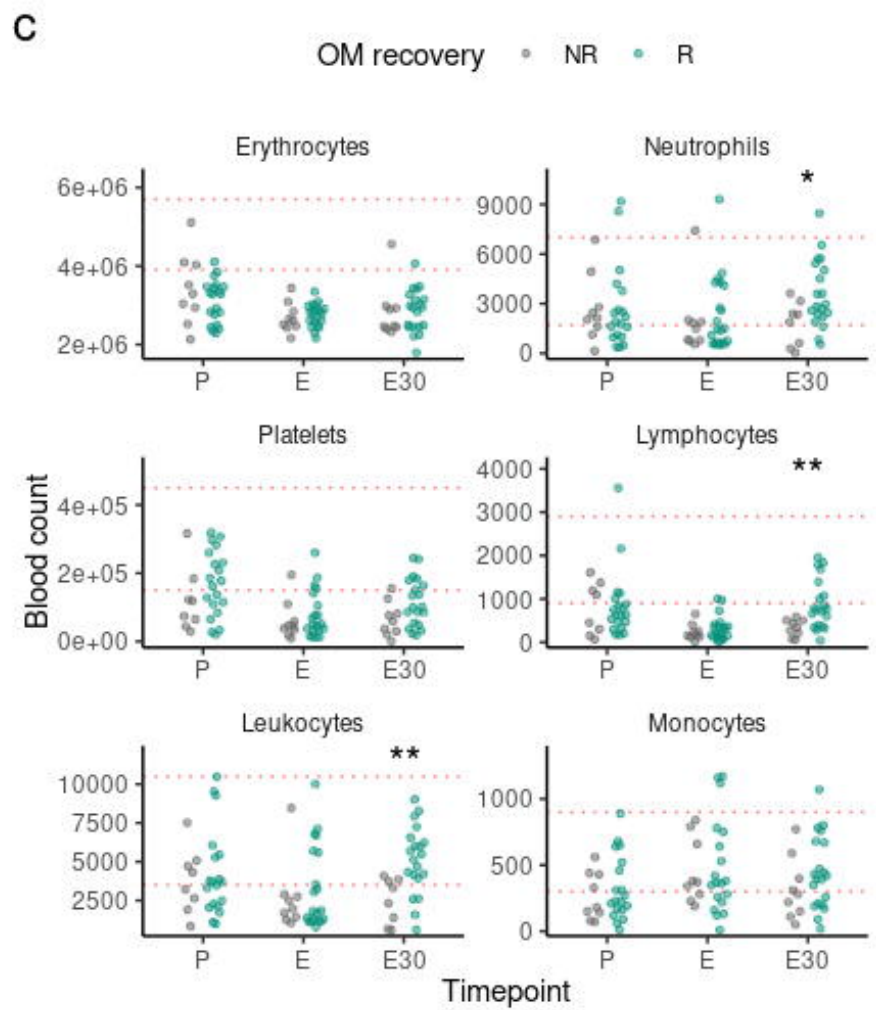 C
OM recovery NR R
Erythrocytes
6e+06
4e+06
2e+06
P E E30
Neutrophils
*
9000
6000
3000
0
P E E30
Platelets
4e+05
2e+05
0e+00
P E E30
Lymphocytes
**
4000
3000
2000
1000
0
P E E30
Leukocytes
**
10000
7500
5000
2500
P E E30
Monocytes
1000
500
0
P E E30
Blood count
Timepoint